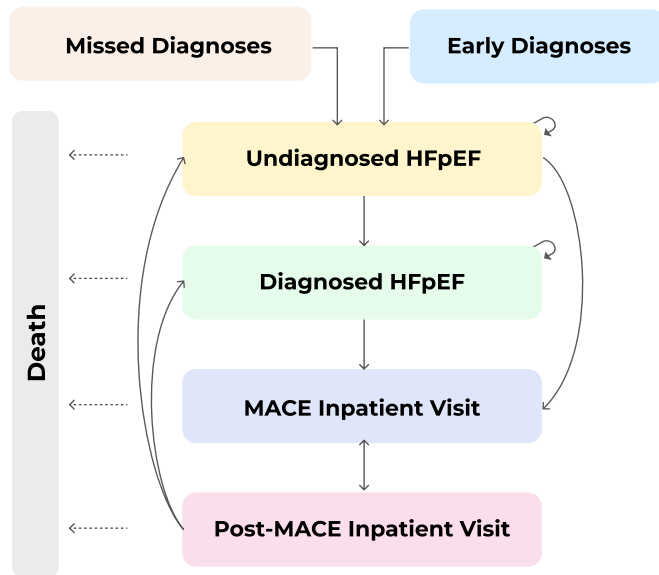 Missed Diagnoses
Early Diagnoses
Undiagnosed HFpEF
Diagnosed HFpEF
Death
MACE Inpatient Visit
Post-MACE Inpatient Visit